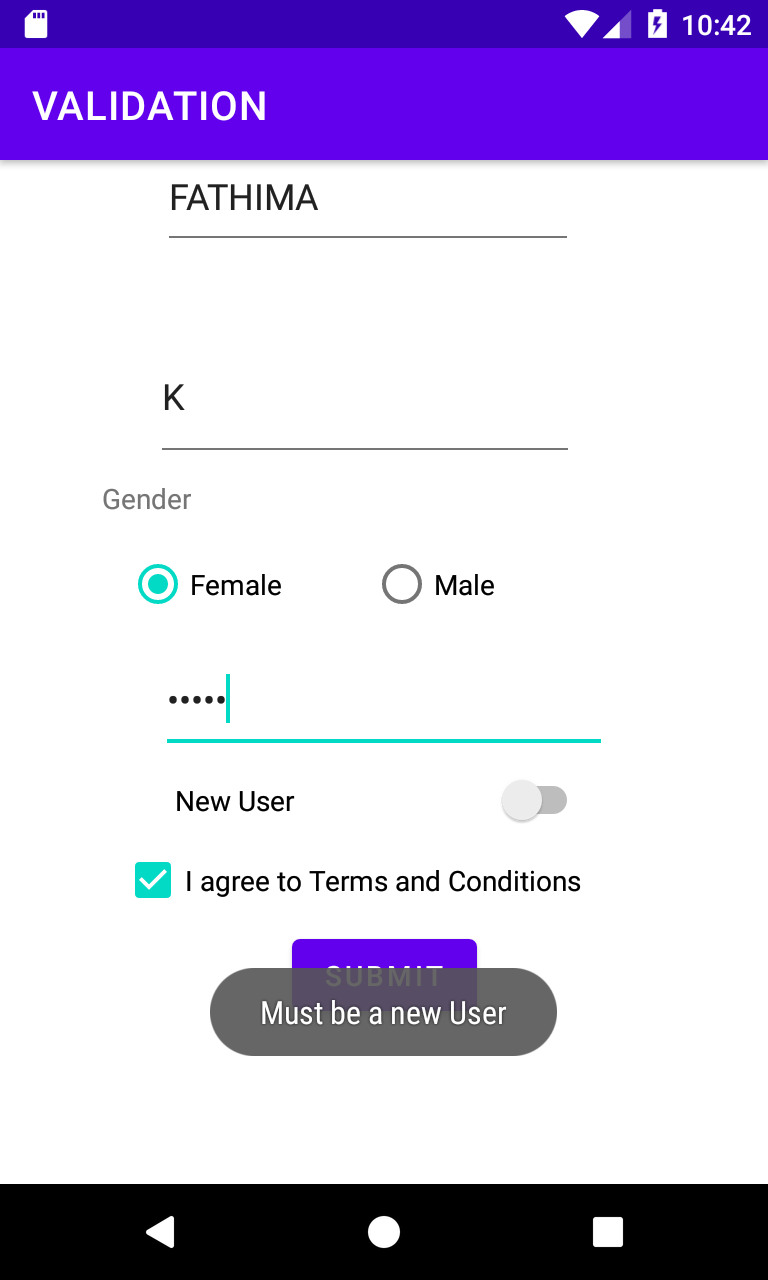 10:42
VALIDATION
FATHIMA
K
Gender
Female Male
•••••
New User
I agree to Terms and Conditions
SUBMIT
Must be a new User